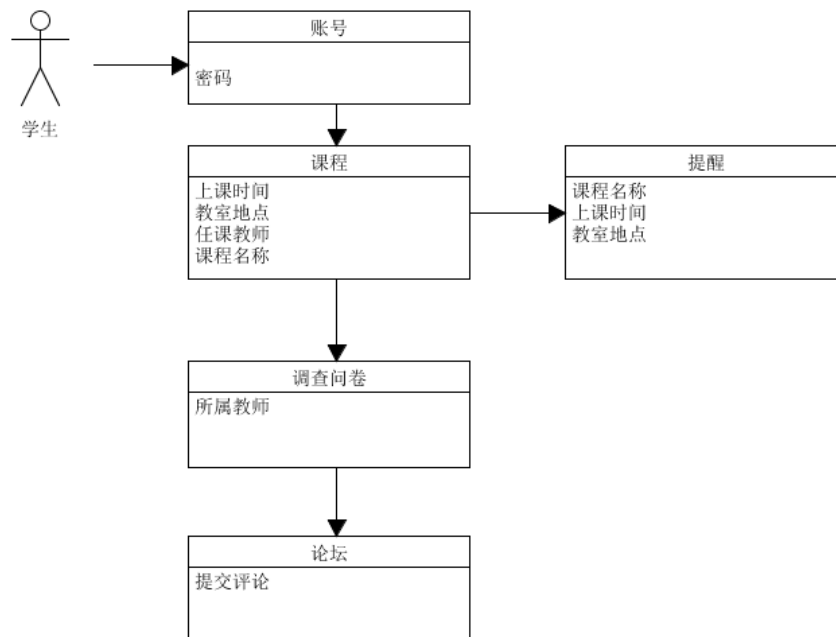 账号
密码
学生
课程
上课时间
教室地点
任课教师
课程名称
提醒
课程名称
上课时间
教室地点
调查问卷
所属教师
论坛
提交评论